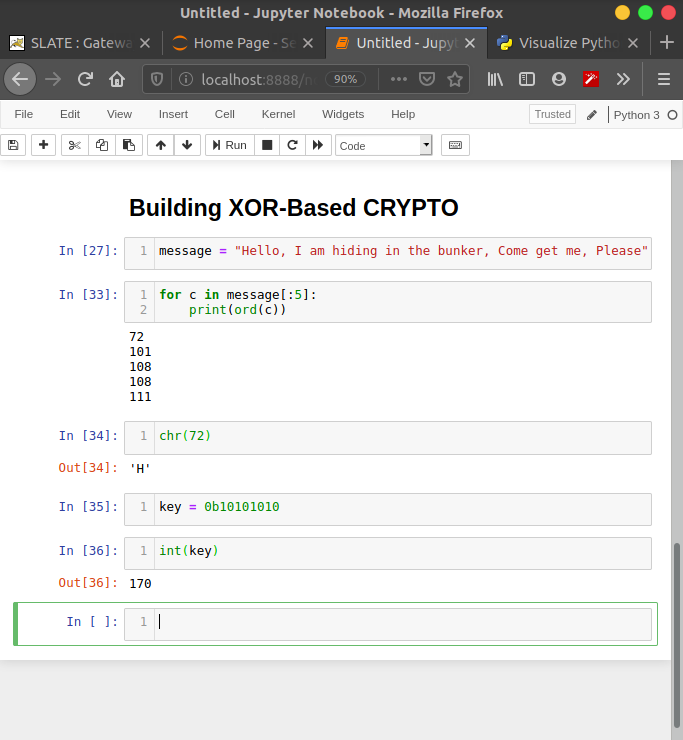 Untitled - Jupyter Notebook - Mozilla Firefox
SLATE : Gatewa
Home Page - Se
Untitled - Jupyt
Visualize Pytho
localhost:8888/n
90%
File Edit View Insert Cell Kernel Widgets Help Trusted Python 3
Run Code
Building XOR-Based CRYPTO
In [27]: 1 message = "Hello, I am hiding in the bunker, Come get me, Please"
In [33]: 1 for c in message[:5]:
2     print(ord(c))
72
101
108
108
111
In [34]: 1 chr(72)
Out[34]: 'H'
In [35]: 1 key = 0b10101010
In [36]: 1 int(key)
Out[36]: 170
In [ ]: 1